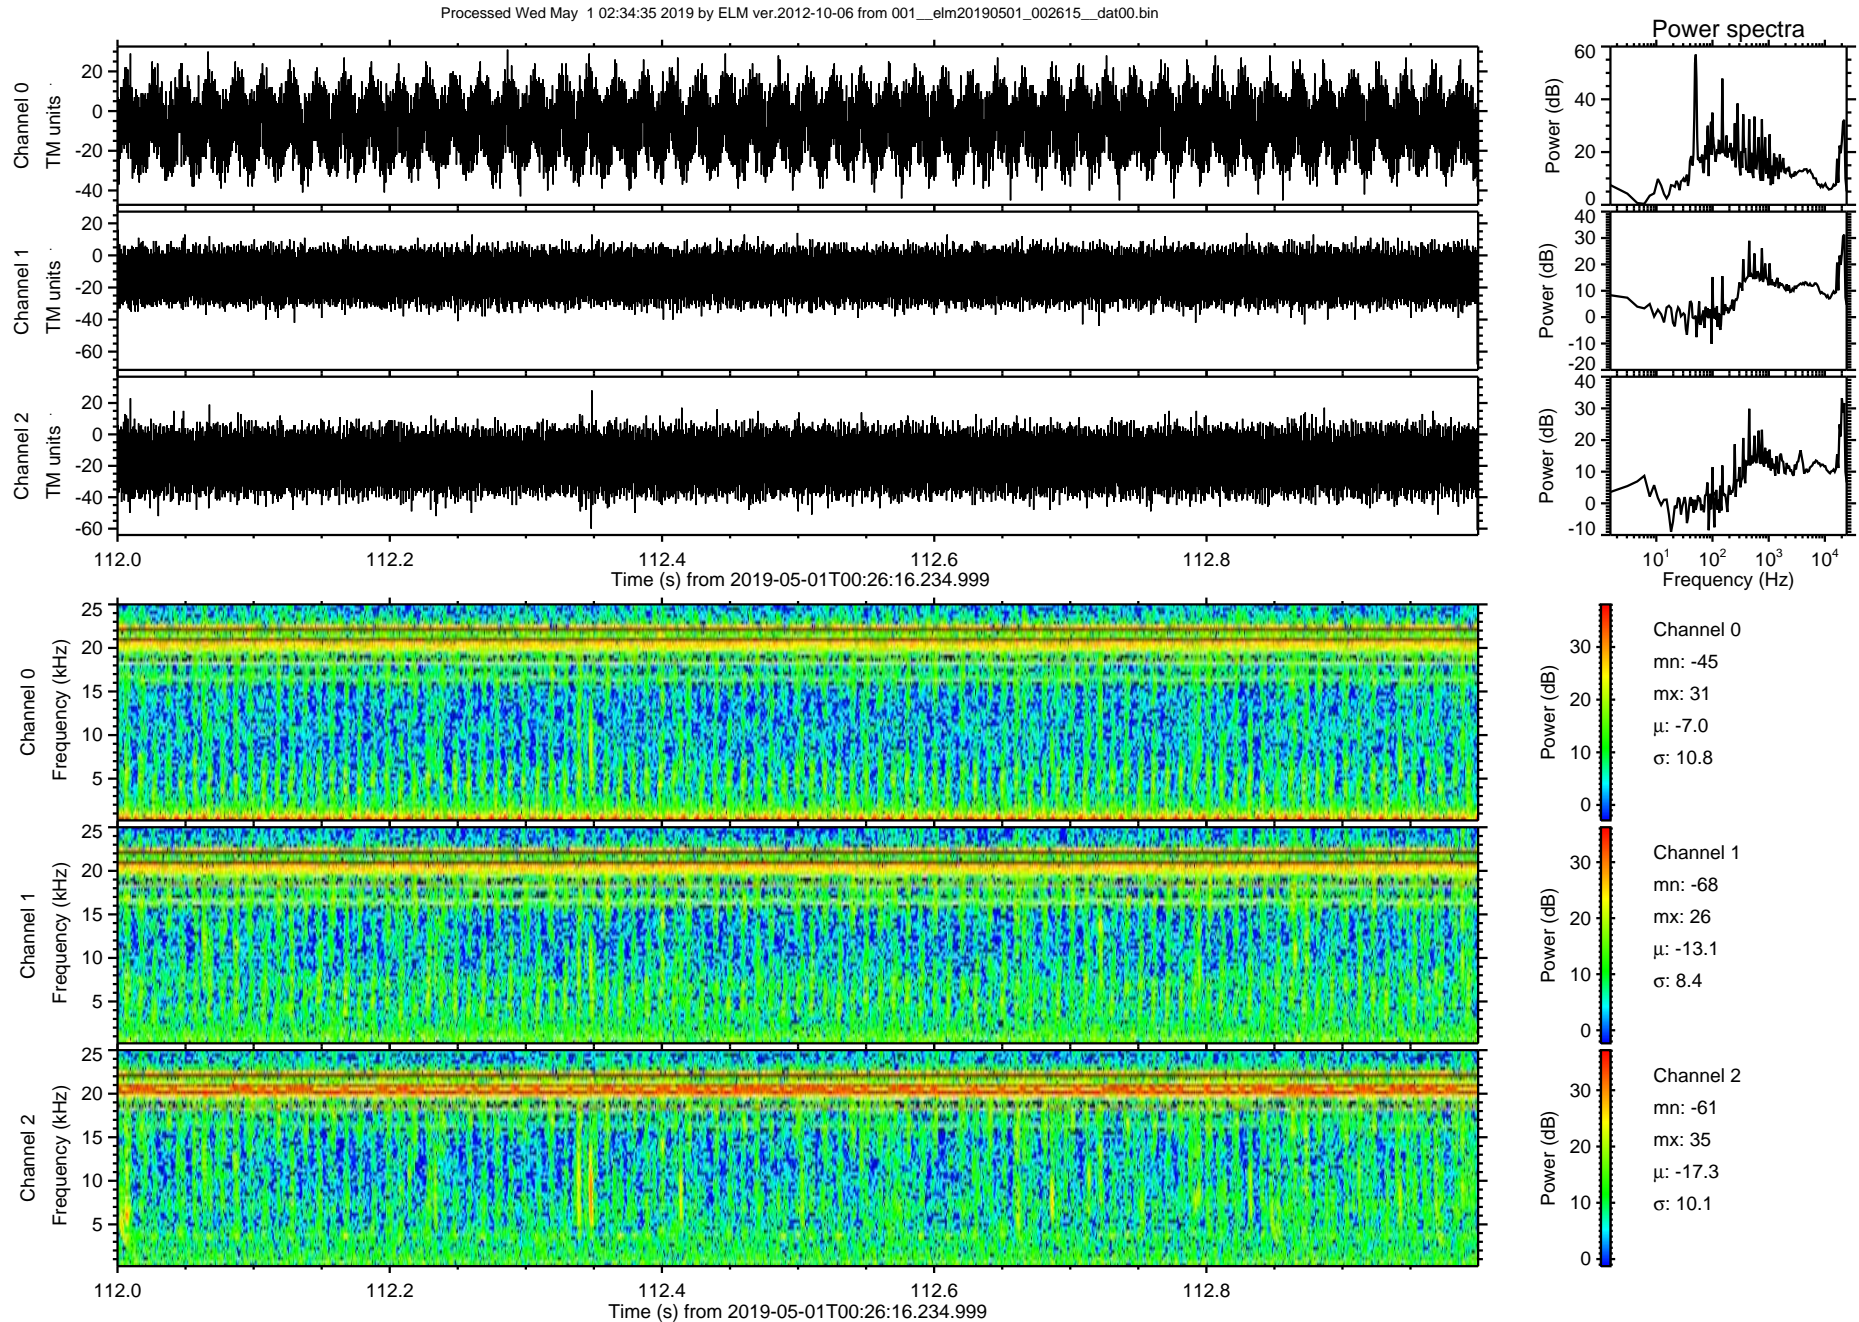 Processed Wed May  1 02:34:35 2019 by ELM ver.2012-10-06 from 001__elm20190501_002615__dat00.bin
Power spectra
Channel 0
TM units
20
0
-20
-40
Power (dB)
60
40
20
0
Channel 1
TM units
20
0
-20
-40
-60
Power (dB)
40
30
20
10
0
-10
-20
Channel 2
TM units
20
0
-20
-40
-60
Power (dB)
40
30
20
10
0
-10
112.0 112.2 112.4 112.6 112.8
Time (s) from 2019-05-01T00:26:16.234.999
10^1 10^2 10^3 10^4
Frequency (Hz)
Channel 0
Frequency (kHz)
25
20
15
10
5
Power (dB)
30
20
10
0
Channel 0
mn: -45
mx: 31
μ: -7.0
σ: 10.8
Channel 1
Frequency (kHz)
25
20
15
10
5
Power (dB)
30
20
10
0
Channel 1
mn: -68
mx: 26
μ: -13.1
σ: 8.4
Channel 2
Frequency (kHz)
25
20
15
10
5
Power (dB)
30
20
10
0
Channel 2
mn: -61
mx: 35
μ: -17.3
σ: 10.1
112.0 112.2 112.4 112.6 112.8
Time (s) from 2019-05-01T00:26:16.234.999